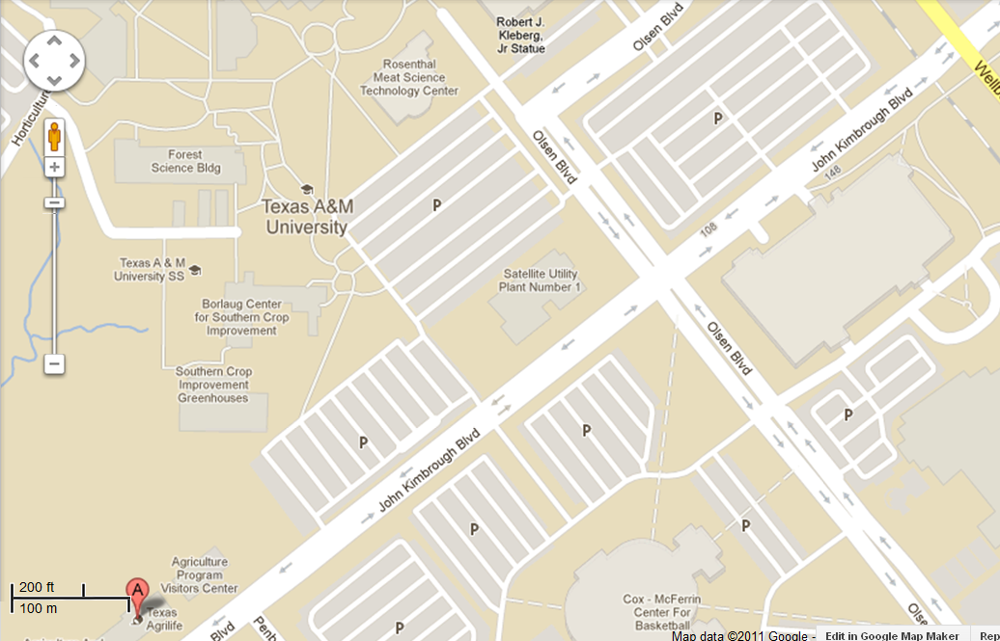 Robert J.
Kleberg,
Jr Statue
Olsen Blvd
Rosenthal
Meat Science
Technology Center
Horticulture
Wellb
P
John Kimbrough Blvd
148
Olsen Blvd
Forest
Science Bldg
P
Texas A&M
University
108
Texas A & M
University SS
Satellite Utility
Plant Number 1
Borlaug Center
for Southern Crop
Improvement
Olsen Blvd
Southern Crop
Improvement
Greenhouses
P
P
P
John Kimbrough Blvd
P
P
Agriculture
Program
Visitors Center
A
200 ft
100 m
Texas
Agrilife
Blvd
Penb
P
Cox - McFerrin
Center For
Basketball
Olse
Map data ©2011 Google -
Edit in Google Map Maker
Rep